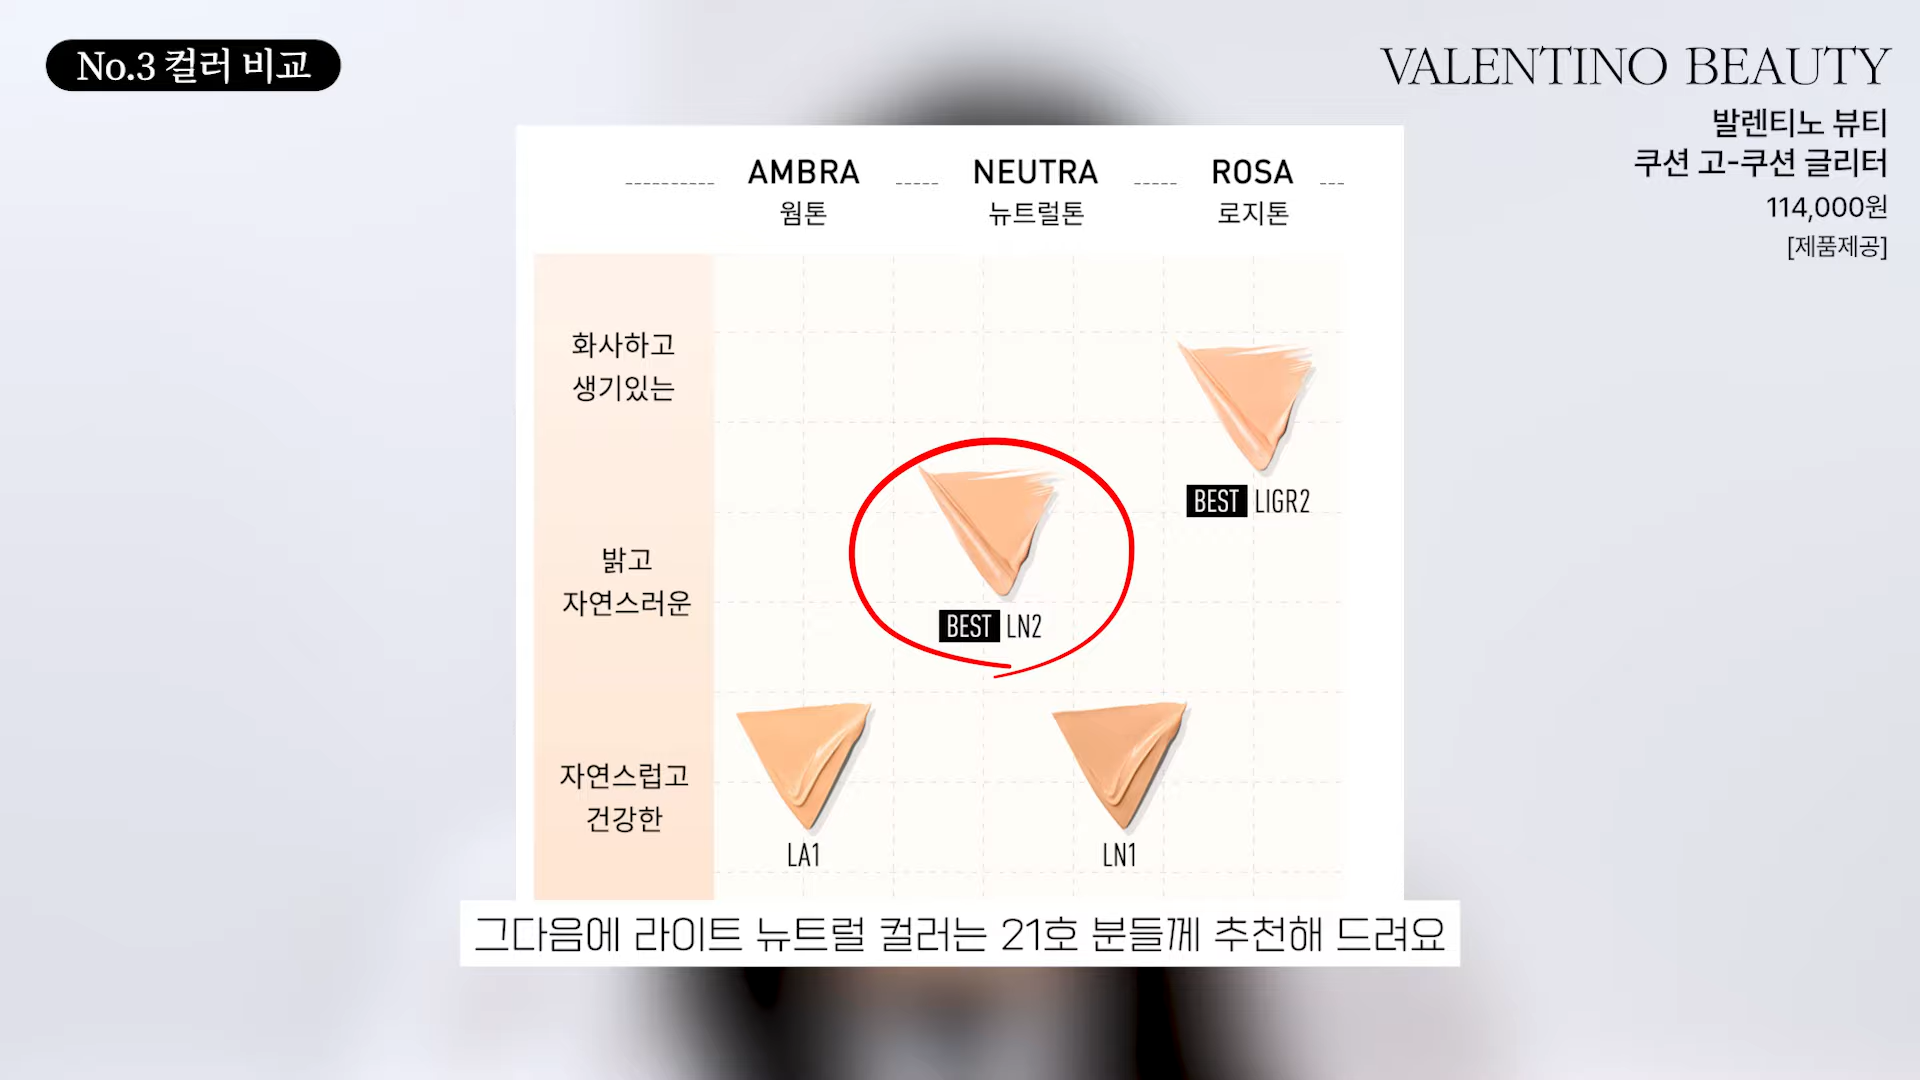 No.3 컬러 비교
VALENTINO BEAUTY
발렌티노 뷰티
쿠션 고-쿠션 글리터
114,000원
[제품제공]
AMBRA
웜톤
NEUTRA
뉴트럴톤
ROSA
로지톤
화사하고
생기있는
BEST LIGR2
밝고
자연스러운
BEST LN2
자연스럽고
건강한
LA1
LN1
그다음에 라이트 뉴트럴 컬러는 21호 분들께 추천해 드려요